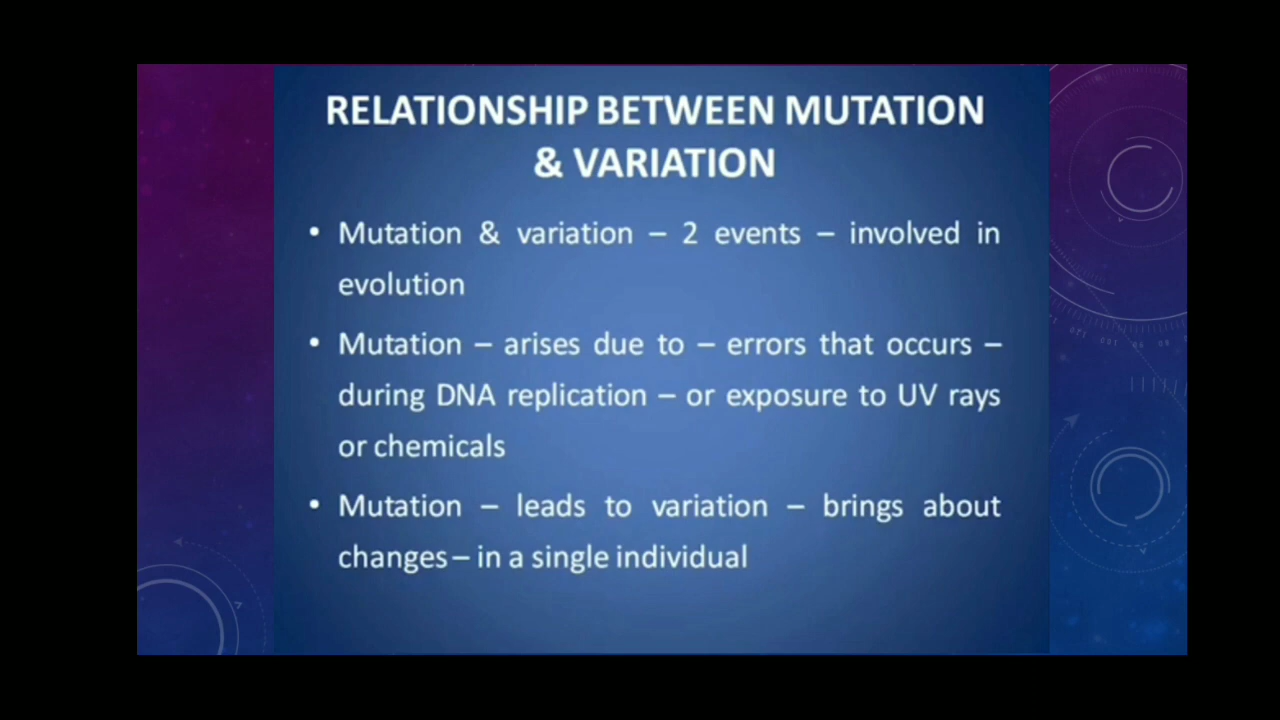 RELATIONSHIP BETWEEN MUTATION
& VARIATION
• Mutation & variation – 2 events – involved in
evolution
• Mutation – arises due to – errors that occurs –
during DNA replication – or exposure to UV rays
or chemicals
• Mutation – leads to variation – brings about
changes – in a single individual